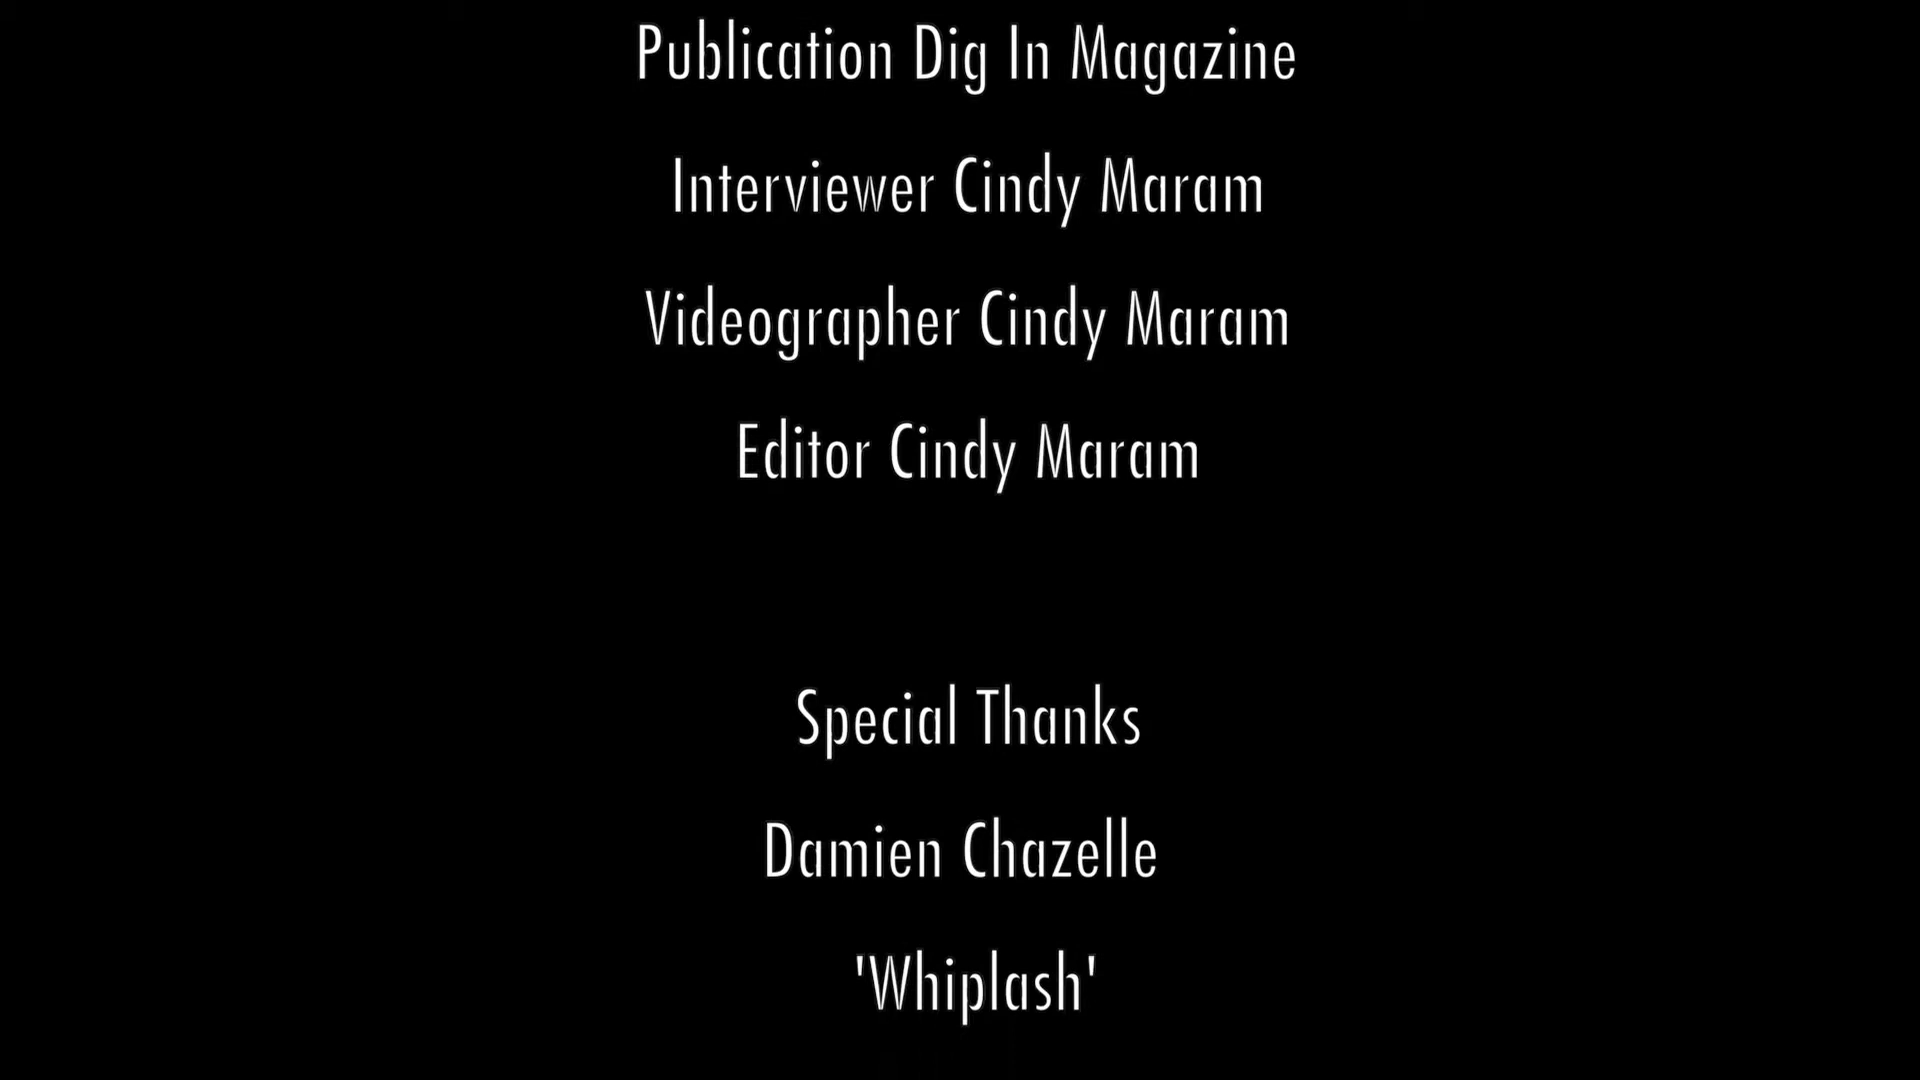 Publication Dig In Magazine
Interviewer Cindy Maram
Videographer Cindy Maram
Editor Cindy Maram
Special Thanks
Damien Chazelle
'Whiplash'